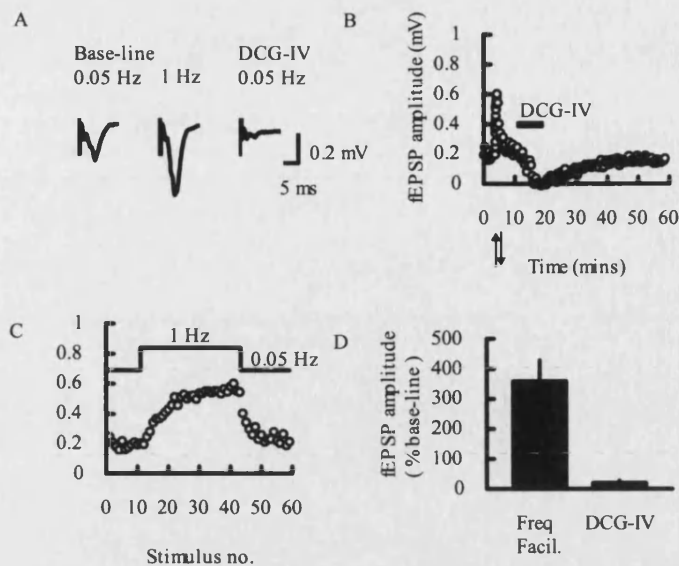 A
Base-line
0.05 Hz
1 Hz
DCG-IV
0.05 Hz
0.2 mV
5 ms
B
fEPSP amplitude (mV)
1
0.8
0.6
0.4
0.2
0
DCG-IV
0 10 20 30 40 50 60
Time (mins)
C
1
0.8
0.6
0.4
0.2
0
1 Hz
0.05 Hz
0 10 20 30 40 50 60
Stimulus no.
D
fEPSP amplitude
( % base-line )
500
400
300
200
100
0
Freq
Facil.
DCG-IV